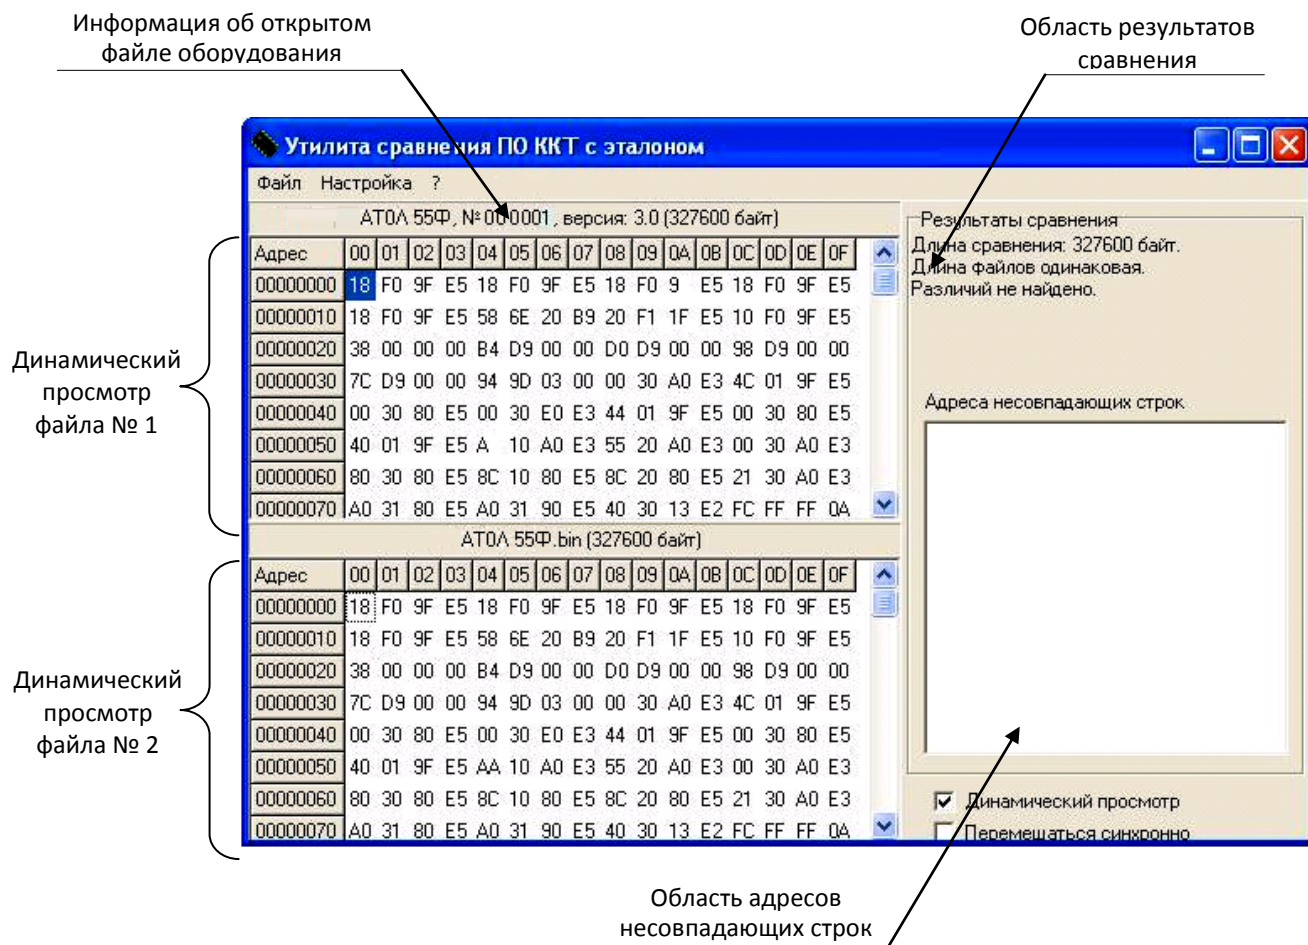 Информация об открытом
файле оборудования
Область результатов
сравнения
Утилита сравнения ПО ККТ с эталоном
Файл Настройка ?
АТОЛ 55Ф, № 00 0001, версия: 3.0 (327600 байт)
Адрес 00 01 02 03 04 05 06 07 08 09 0A 0B 0C 0D 0E 0F
00000000 18 F0 9F E5 18 F0 9F E5 18 F0 9 E5 18 F0 9F E5
00000010 18 F0 9F E5 58 6E 20 B9 20 F1 1F E5 10 F0 9F E5
00000020 38 00 00 00 B4 D9 00 00 D0 D9 00 00 98 D9 00 00
00000030 7C D9 00 00 94 9D 03 00 00 30 A0 E3 4C 01 9F E5
00000040 00 30 80 E5 00 30 E0 E3 44 01 9F E5 00 30 80 E5
00000050 40 01 9F E5 A 10 A0 E3 55 20 A0 E3 00 30 A0 E3
00000060 80 30 80 E5 8C 10 80 E5 8C 20 80 E5 21 30 A0 E3
00000070 A0 31 80 E5 A0 31 90 E5 40 30 13 E2 FC FF FF 0A
Динамический
просмотр
файла № 1
АТОЛ 55Ф.bin (327600 байт)
Адрес 00 01 02 03 04 05 06 07 08 09 0A 0B 0C 0D 0E 0F
00000000 18 F0 9F E5 18 F0 9F E5 18 F0 9F E5 18 F0 9F E5
00000010 18 F0 9F E5 58 6E 20 B9 20 F1 1F E5 10 F0 9F E5
00000020 38 00 00 00 B4 D9 00 00 D0 D9 00 00 98 D9 00 00
00000030 7C D9 00 00 94 9D 03 00 00 30 A0 E3 4C 01 9F E5
00000040 00 30 80 E5 00 30 E0 E3 44 01 9F E5 00 30 80 E5
00000050 40 01 9F E5 AA 10 A0 E3 55 20 A0 E3 00 30 A0 E3
00000060 80 30 80 E5 8C 10 80 E5 8C 20 80 E5 21 30 A0 E3
00000070 A0 31 80 E5 A0 31 90 E5 40 30 13 E2 FC FF FF 0A
Динамический
просмотр
файла № 2
Результаты сравнения
Длина сравнения: 327600 байт.
Длина файлов одинаковая.
Различий не найдено.
Адреса несовпадающих строк
Динамический просмотр
Перемещаться синхронно
Область адресов
несовпадающих строк